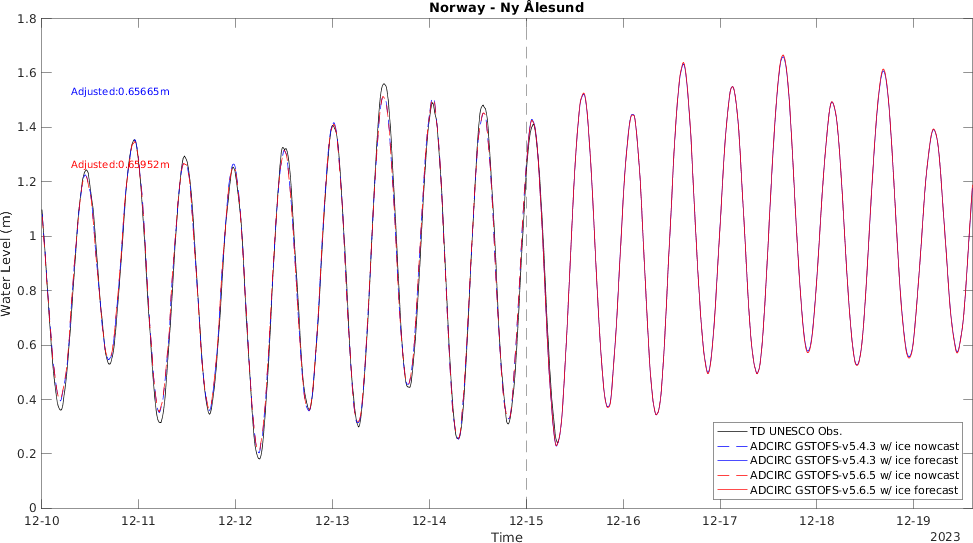 Norway - Ny Ålesund
1.8
1.6
1.4
1.2
1
0.8
0.6
0.4
0.2
0
Water Level (m)
Adjusted:0.65665m
Adjusted:0.65952m
TD UNESCO Obs.
ADCIRC GSTOFS-v5.4.3 w/ ice nowcast
ADCIRC GSTOFS-v5.4.3 w/ ice forecast
ADCIRC GSTOFS-v5.6.5 w/ ice nowcast
ADCIRC GSTOFS-v5.6.5 w/ ice forecast
12-10 12-11 12-12 12-13 12-14 12-15 12-16 12-17 12-18 12-19
Time
2023